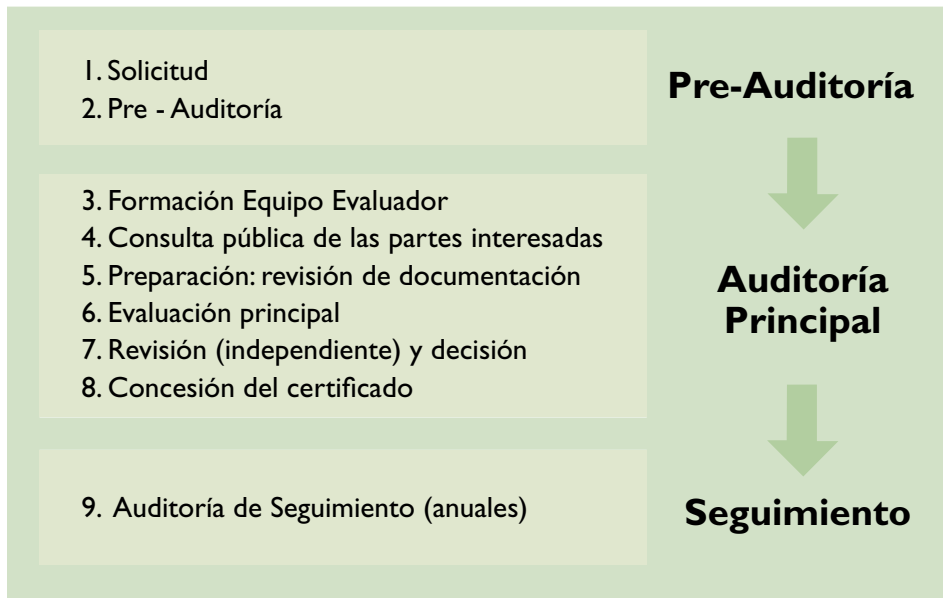 1. Solicitud
2. Pre - Auditoría
Pre-Auditoría
3. Formación Equipo Evaluador
4. Consulta pública de las partes interesadas
5. Preparación: revisión de documentación
6. Evaluación principal
7. Revisión (independiente) y decisión
8. Concesión del certificado
Auditoría
Principal
9. Auditoría de Seguimiento (anuales)
Seguimiento